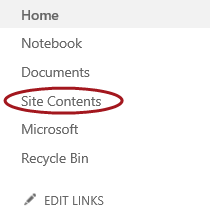 Home
Notebook
Documents
Site Contents
Microsoft
Recycle Bin
EDIT LINKS